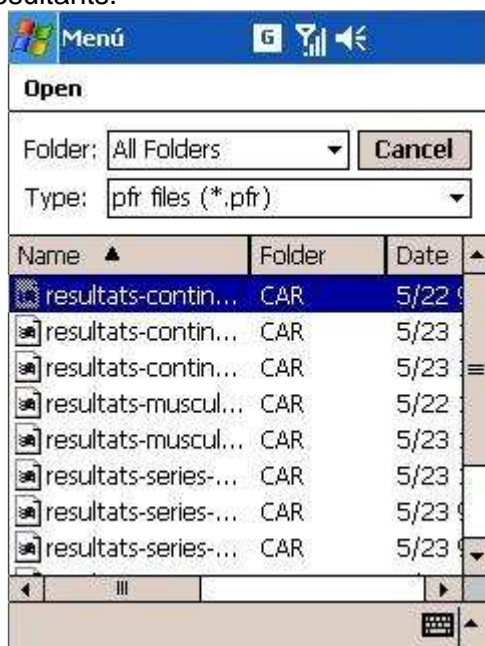 esultants.
Menú G
Open
Folder: All Folders Cancel
Type: pfr files (*.pfr)
Name Folder Date
resultats-contin... CAR 5/22
resultats-contin... CAR 5/23
resultats-contin... CAR 5/23
resultats-muscul... CAR 5/22
resultats-muscul... CAR 5/23
resultats-series-... CAR 5/23
resultats-series-... CAR 5/23
resultats-series-... CAR 5/23